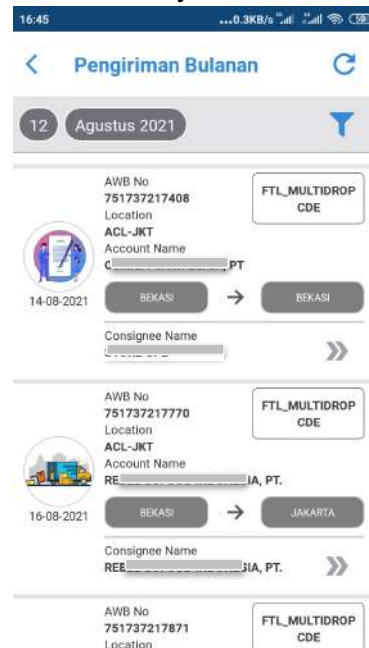 16:45
...0.3KB/s
Pengiriman Bulanan
12 Agustus 2021
AWB No
751737217408
FTL_MULTIDROP
CDE
Location
ACL-JKT
Account Name
PT
14-08-2021
BEKASI → BEKASI
Consignee Name
AWB No
751737217770
FTL_MULTIDROP
CDE
Location
ACL-JKT
Account Name
IA, PT.
16-08-2021
BEKASI → JAKARTA
Consignee Name
IA, PT.
AWB No
751737217871
FTL_MULTIDROP
CDE
Location